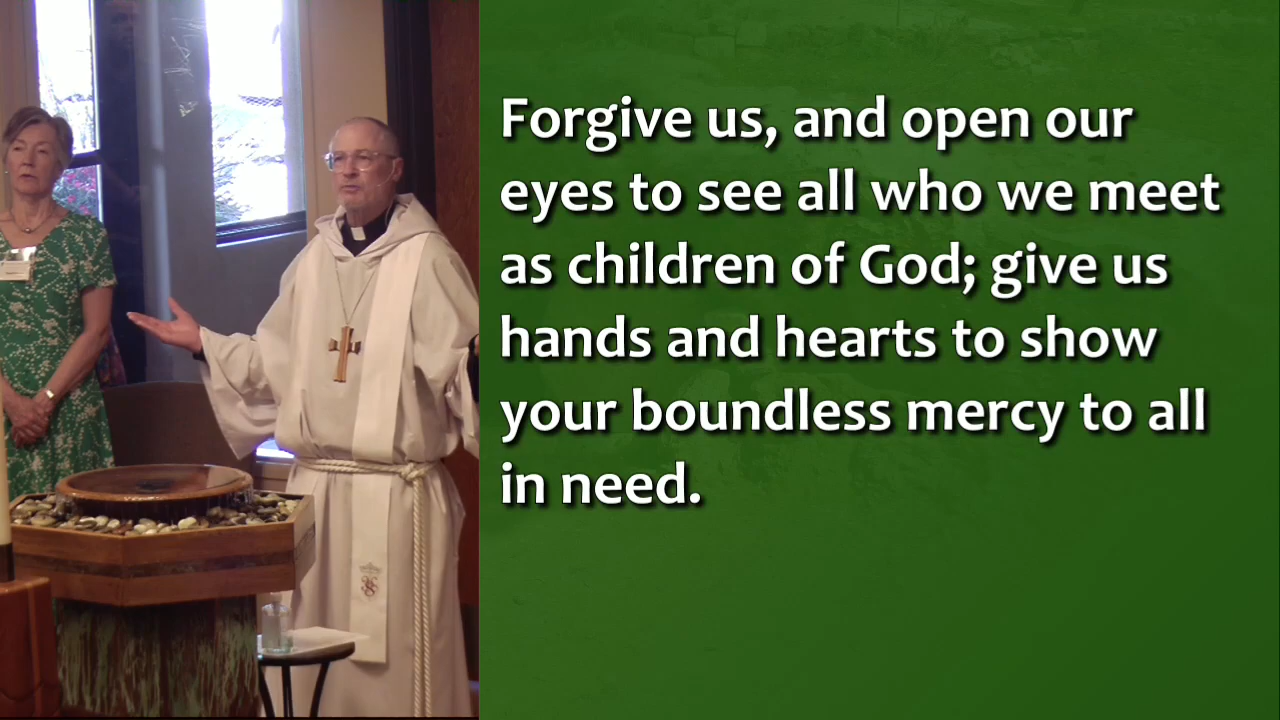 Forgive us, and open our
eyes to see all who we meet
as children of God; give us
hands and hearts to show
your boundless mercy to all
in need.